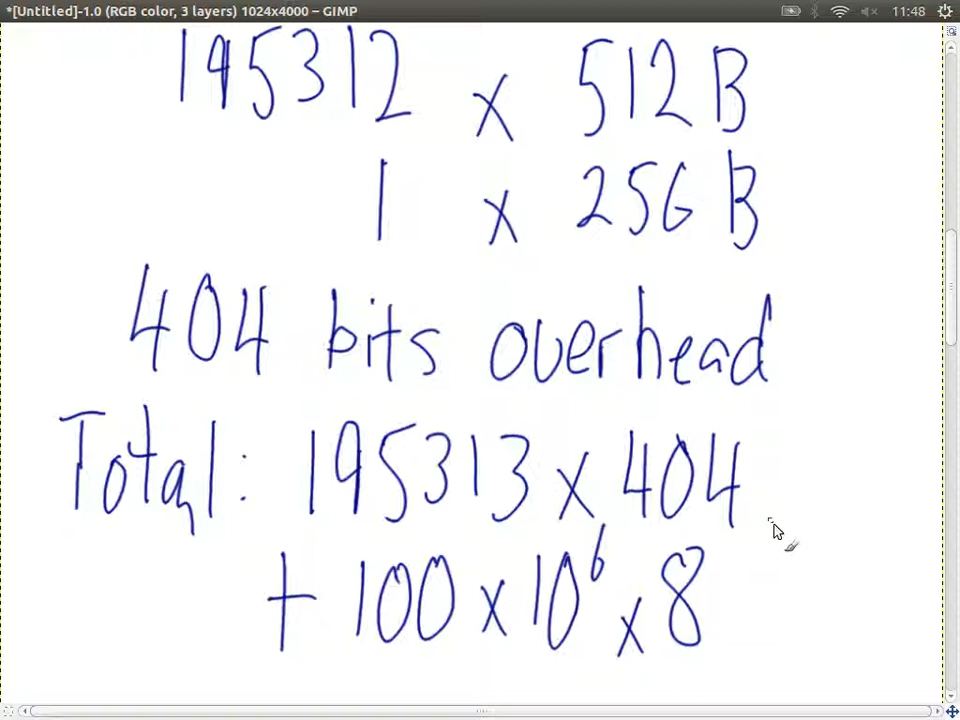 *[Untitled]-1.0 (RGB color, 3 layers) 1024x4000 – GIMP 11:48
195312 x 512 B
1 x 256 B
404 bits overhead
Total: 195313 x 404
+ 100 x 10⁶ x 8